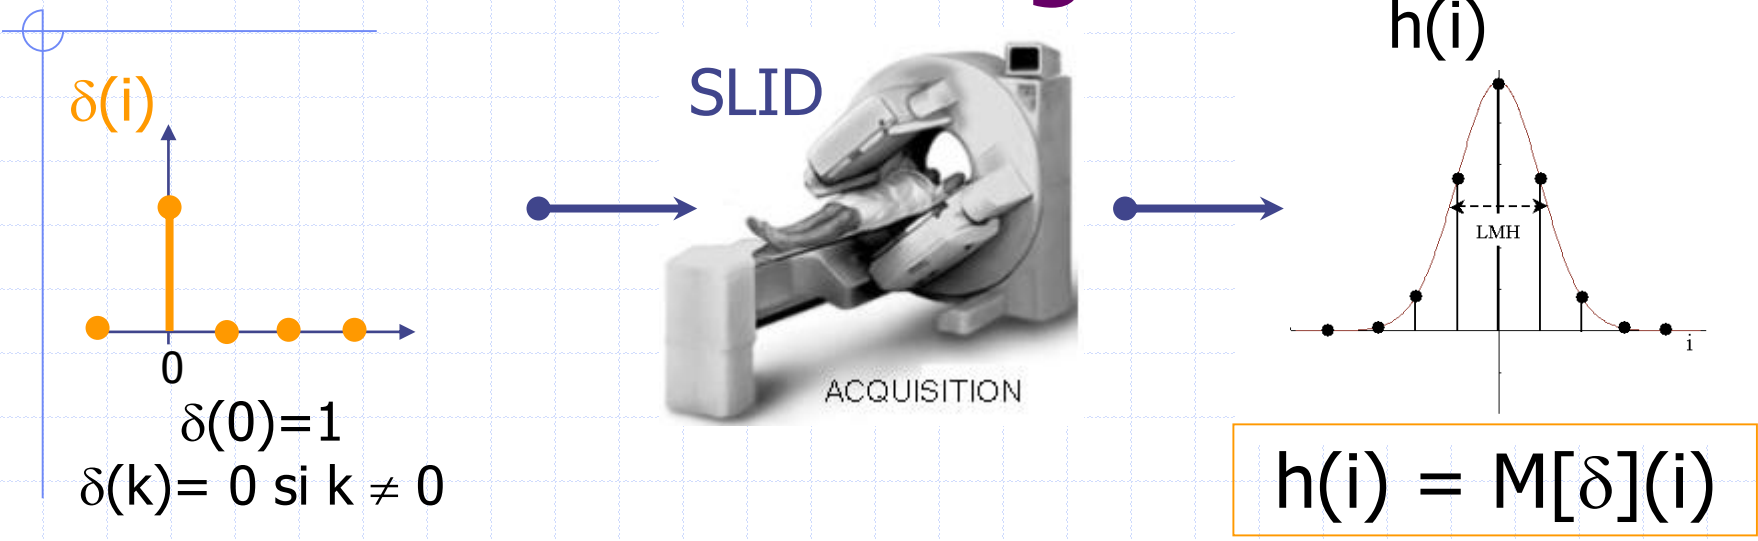 δ(i)
0
δ(0)=1
δ(k)= 0 si k ≠ 0
SLID
ACQUISITION
h(i)
LMH
i
h(i) = M[δ](i)